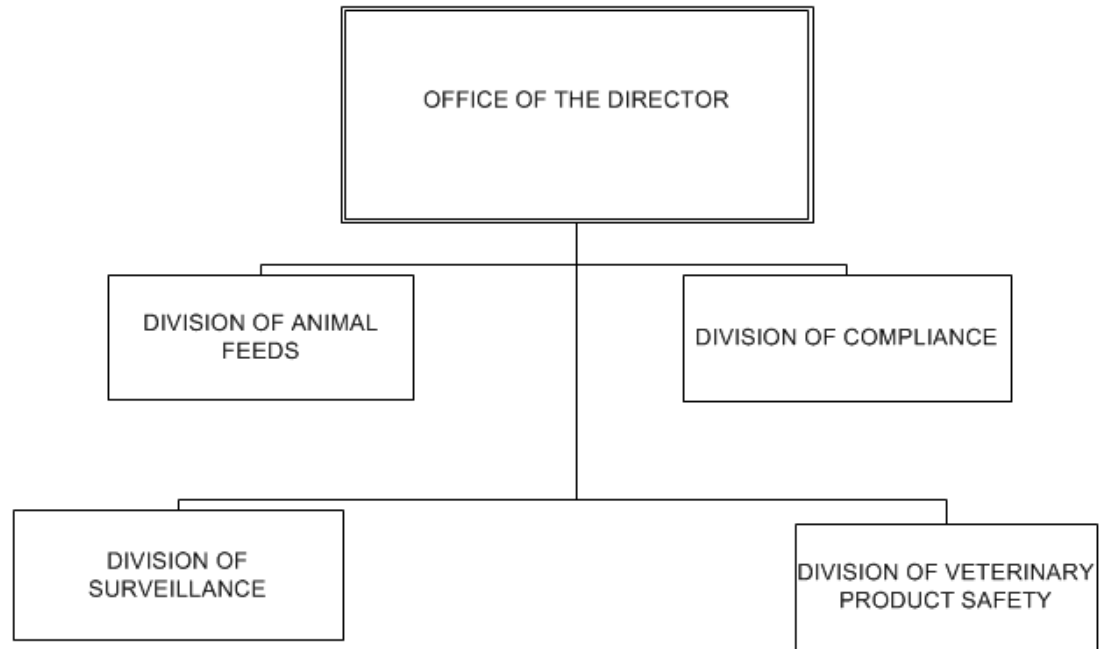 OFFICE OF THE DIRECTOR
DIVISION OF ANIMAL
FEEDS
DIVISION OF COMPLIANCE
DIVISION OF
SURVEILLANCE
DIVISION OF VETERINARY
PRODUCT SAFETY